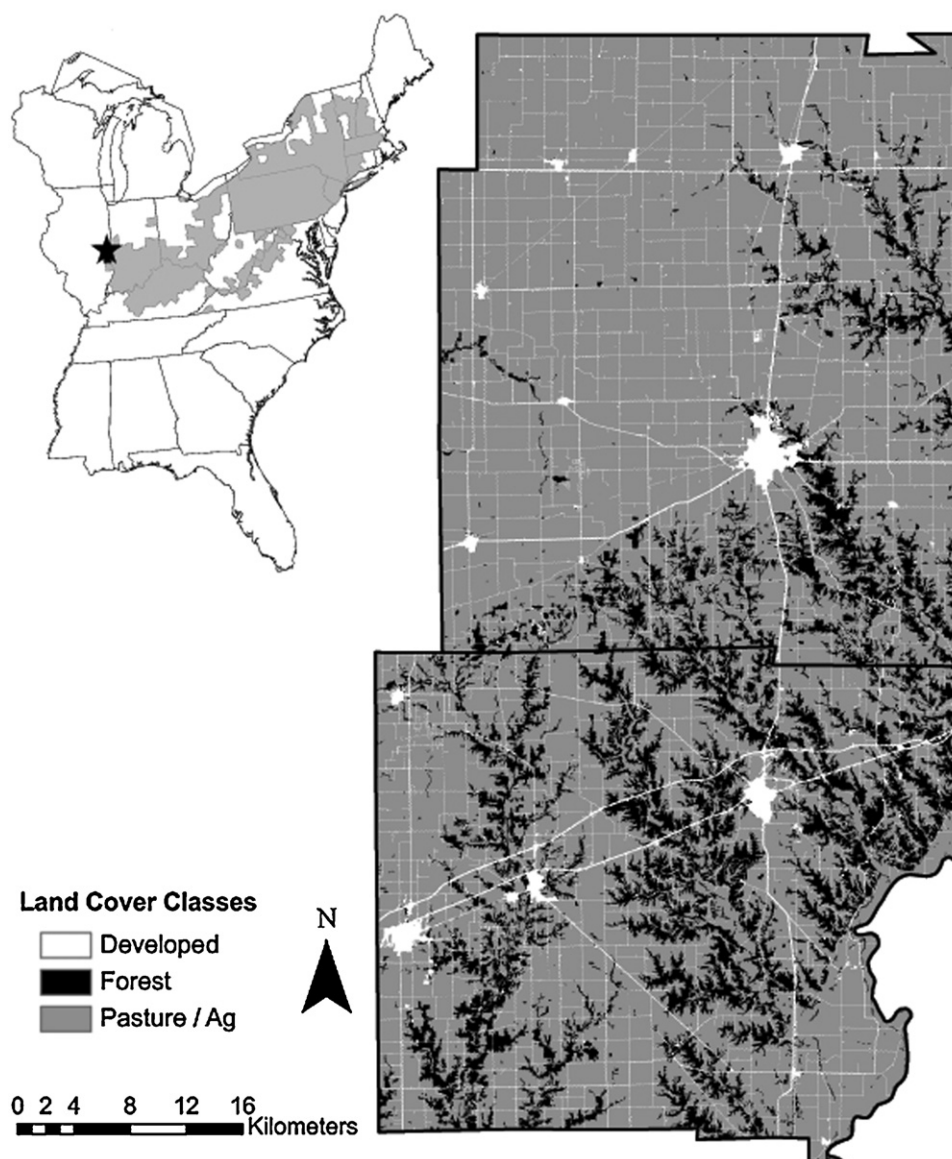 Land Cover Classes
Developed
Forest
Pasture / Ag
N
0 2 4 8 12 16
Kilometers